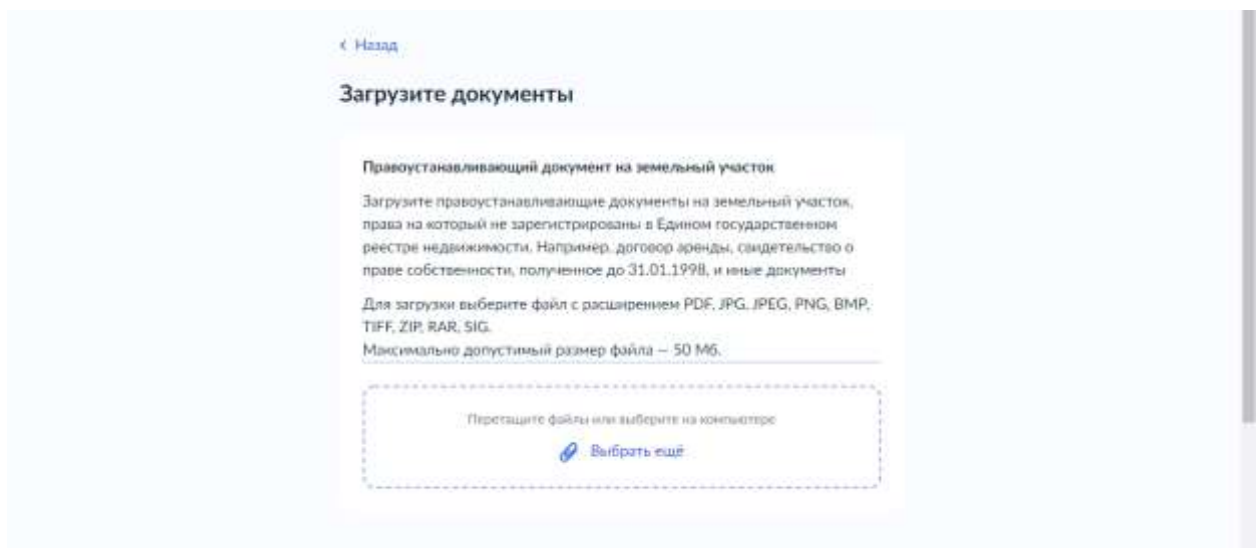 ‹ Назад
Загрузите документы
Правоустанавливающий документ на земельный участок
Загрузите правоустанавливающие документы на земельный участок,
права на который не зарегистрированы в Едином государственном
реестре недвижимости. Например, договор аренды, свидетельство о
праве собственности, полученное до 31.01.1998, и иные документы
Для загрузки выберите файл с расширением PDF, JPG, JPEG, PNG, BMP,
TIFF, ZIP, RAR, SIG.
Максимально допустимый размер файла — 50 Мб.
Перетащите файлы или выберите на компьютере
Выбрать ещё